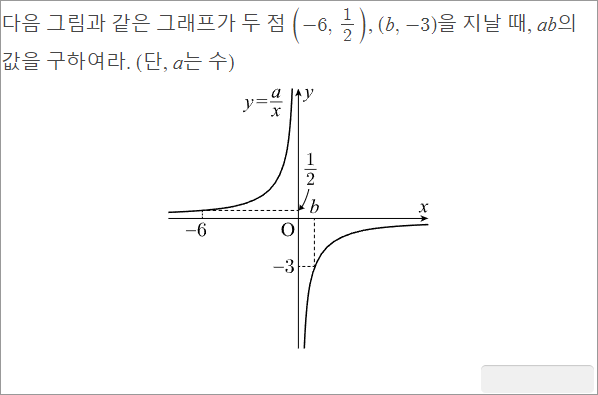 다음 그림과 같은 그래프가 두 점 (−6, 1/2), (b, −3)을 지날 때, ab의
값을 구하여라. (단, a는 수)
y=a/x
y
1/2
b
x
−6
O
−3